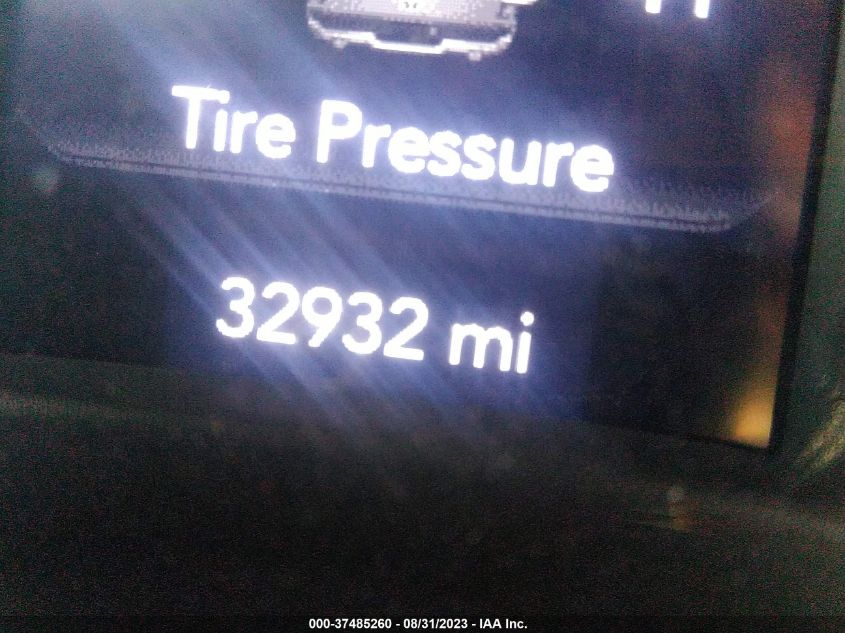 Tire Pressure
32932 mi
000-37485260 - 08/31/2023 - IAA Inc.